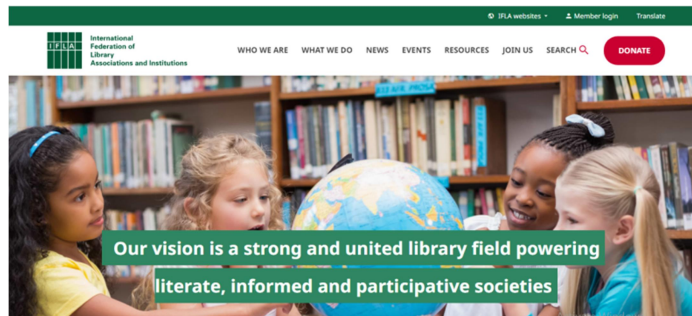 IFLA websites
Member login
Translate
IFLA
International
Federation of
Library
Associations and Institutions
WHO WE ARE
WHAT WE DO
NEWS
EVENTS
RESOURCES
JOIN US
SEARCH
DONATE
Our vision is a strong and united library field powering
literate, informed and participative societies